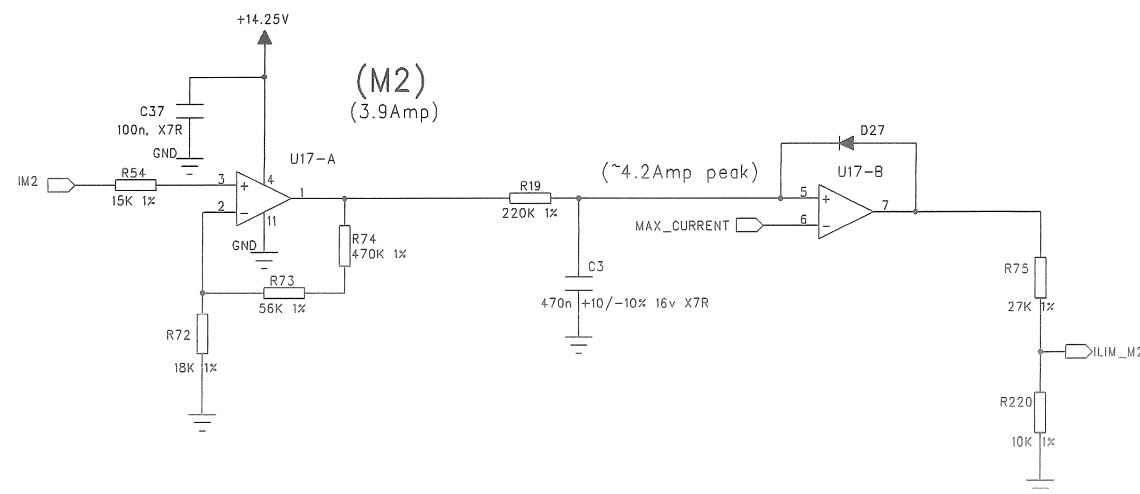 +14.25V
(M2)
(3.9Amp)
C37
100n, X7R
GND
U17-A
IM2
R54
15K 1%
3
+
4
1
2
−
11
GND
R74
470K 1%
R73
56K 1%
R72
18K 1%
R19
220K 1%
(~4.2Amp peak)
D27
U17-B
MAX_CURRENT
5
+
6
−
7
C3
470n +10/-10% 16v X7R
R75
27K 1%
ILIM_M2
R220
10K 1%